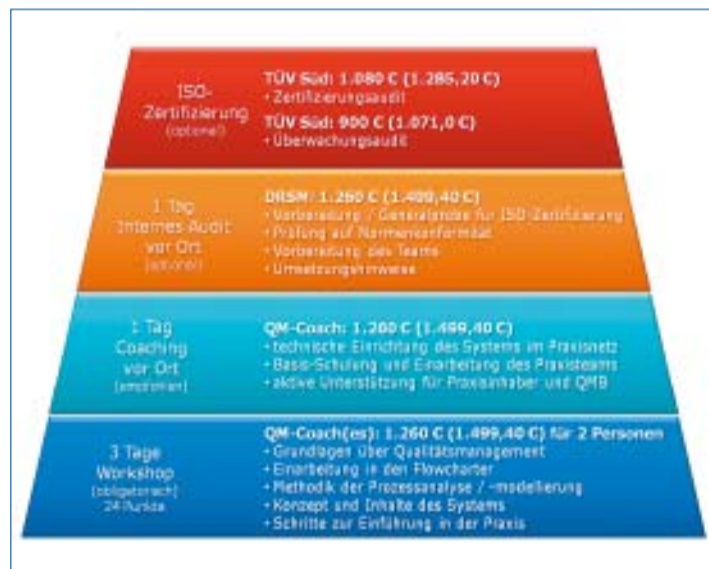 ISO-
Zertifizierung
(optional)
TÜV Süd: 1.080 € (1.285,20 €)
• Zertifizierungsaudit
TÜV Süd: 900 € (1.071,0 €)
• Überwachungsaudit
1 Tag
Internes Audit
vor Ort
(optional)
DRSM: 1.260 € (1.499,40 €)
• Vorbereitung / Generalprobe für ISO-Zertifizierung
• Prüfung auf Normenkonformität
• Vorbereitung des Teams
• Umsetzungshinweise
1 Tag
Coaching
vor Ort
(empfohlen)
QM-Coach: 1.260 € (1.499,40 €)
• technische Einrichtung des Systems im Praxisnetz
• Basis-Schulung und Einarbeitung des Praxisteams
• aktive Unterstützung für Praxisinhaber und QMB
3 Tage
Workshop
(obligatorisch)
24 Punkte
QM-Coach(es): 1.260 € (1.499,40 €) für 2 Personen
• Grundlagen über Qualitätsmanagement
• Einarbeitung in den Flowcharter
• Methodik der Prozessanalyse / -modellierung
• Konzept und Inhalte des Systems
• Schritte zur Einführung in der Praxis